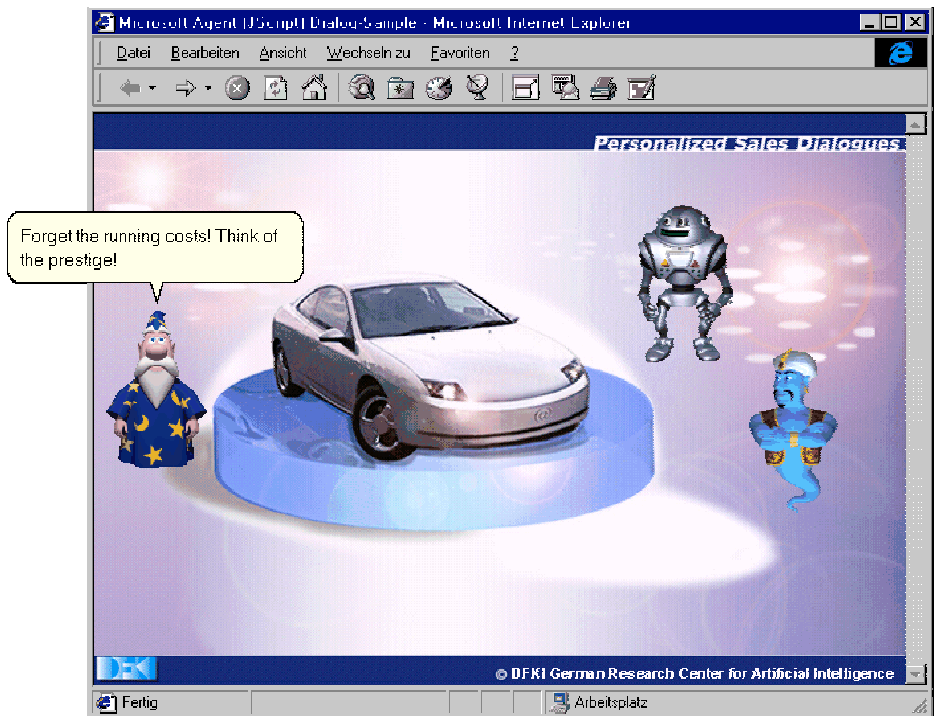 Microsoft Agent (JScript) Dialog-Sample - Microsoft Internet Explorer
Datei Bearbeiten Ansicht Wechseln zu Favoriten ?
Personalized Sales Dialogues
Forget the running costs! Think of
the prestige!
@
DFKI
© DFKI German Research Center for Artificial Intelligence
Fertig Arbeitsplatz